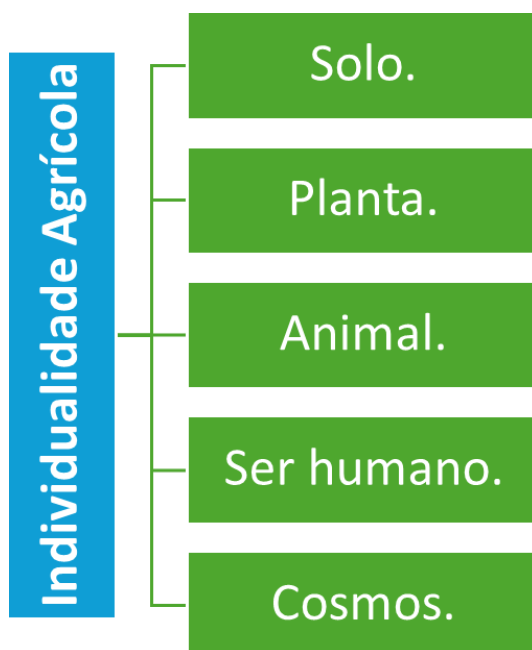 Individualidade Agrícola
Solo.
Planta.
Animal.
Ser humano.
Cosmos.